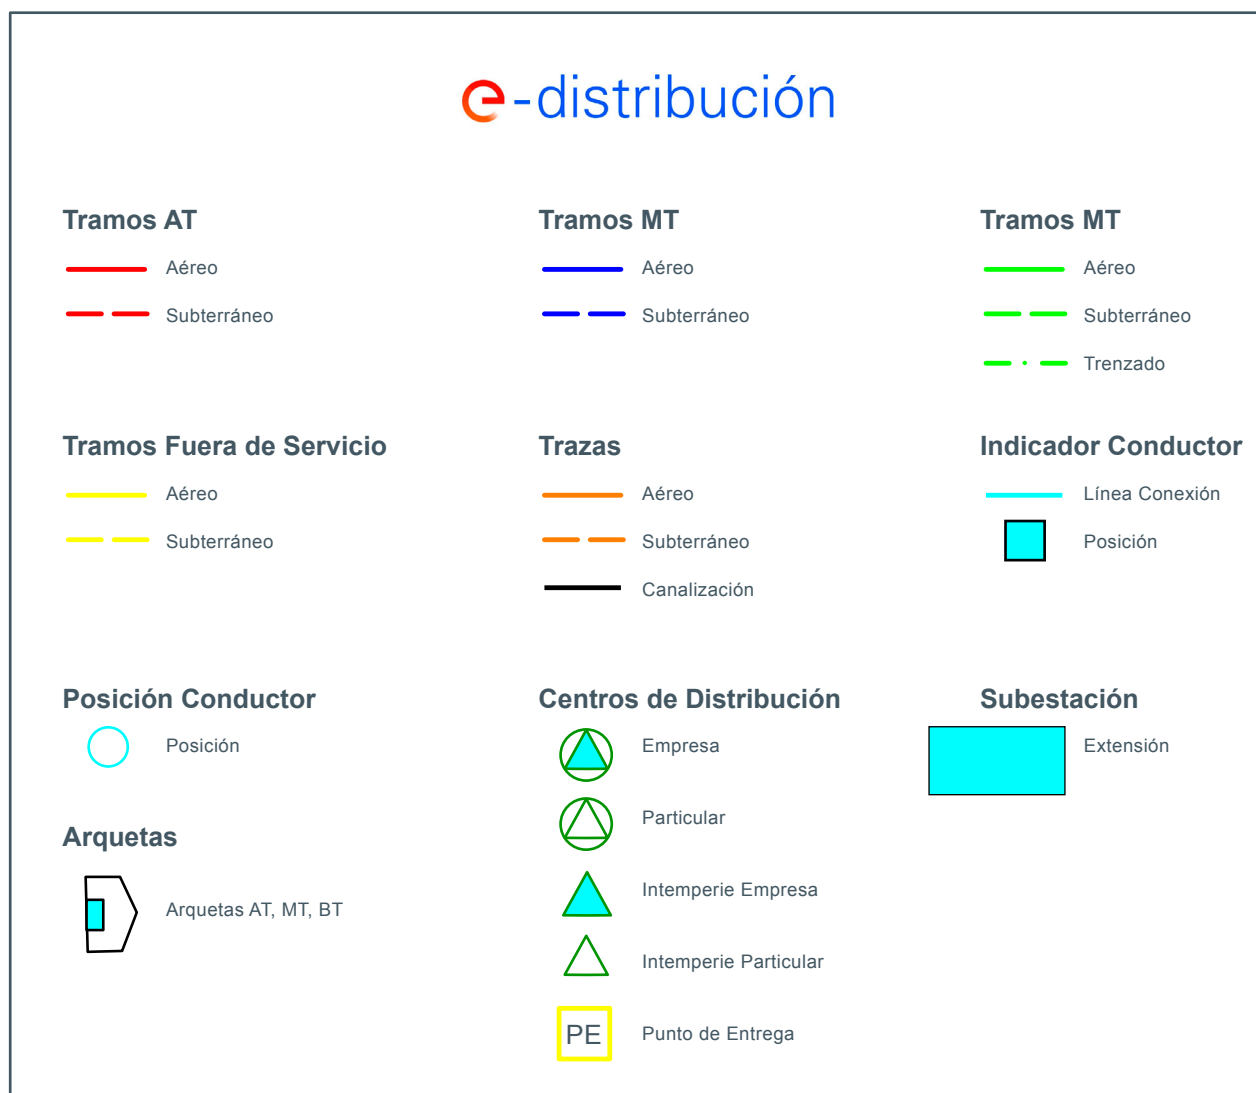 e-distribución
Tramos AT
Aéreo
Subterráneo
Tramos MT
Aéreo
Subterráneo
Tramos MT
Aéreo
Subterráneo
Trenzado
Tramos Fuera de Servicio
Aéreo
Subterráneo
Trazas
Aéreo
Subterráneo
Canalización
Indicador Conductor
Línea Conexión
Posición
Posición Conductor
Posición
Arquetas
Arquetas AT, MT, BT
Centros de Distribución
Empresa
Particular
Intemperie Empresa
Intemperie Particular
PE Punto de Entrega
Subestación
Extensión